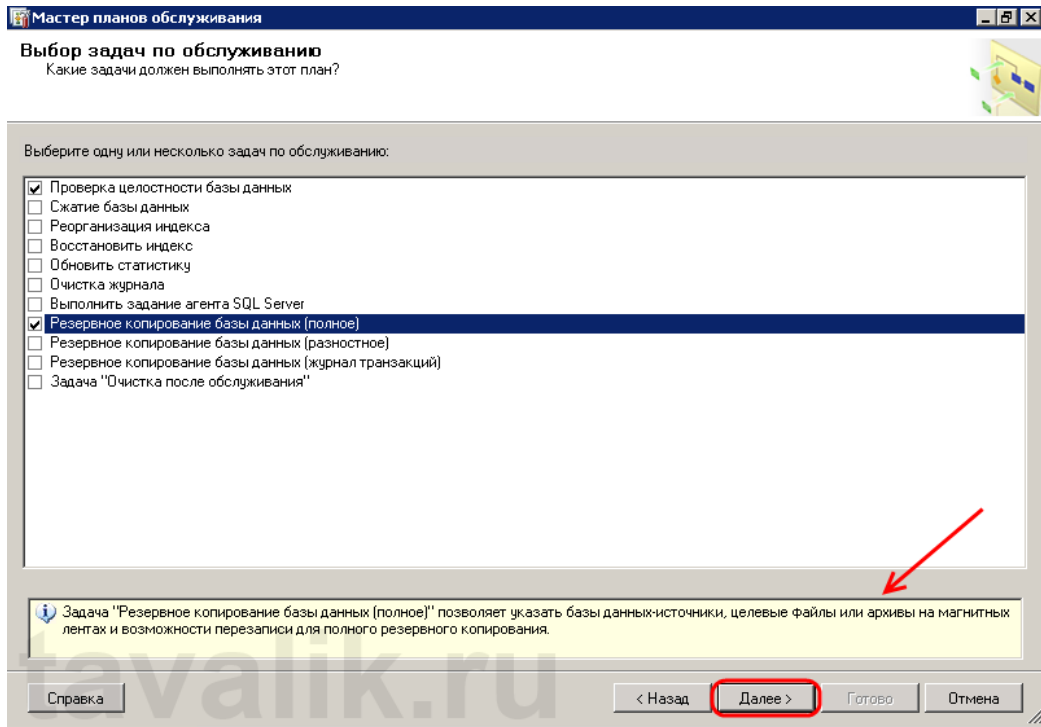 Мастер планов обслуживания
Выбор задач по обслуживанию
Какие задачи должен выполнять этот план?
Выберите одну или несколько задач по обслуживанию:
Проверка целостности базы данных
Сжатие базы данных
Реорганизация индекса
Восстановить индекс
Обновить статистику
Очистка журнала
Выполнить задание агента SQL Server
Резервное копирование базы данных (полное)
Резервное копирование базы данных (разностное)
Резервное копирование базы данных (журнал транзакций)
Задача "Очистка после обслуживания"
Задача "Резервное копирование базы данных (полное)" позволяет указать базы данных-источники, целевые файлы или архивы на магнитных
лентах и возможности перезаписи для полного резервного копирования.
tavalik.ru
Справка < Назад Далее > Готово Отмена